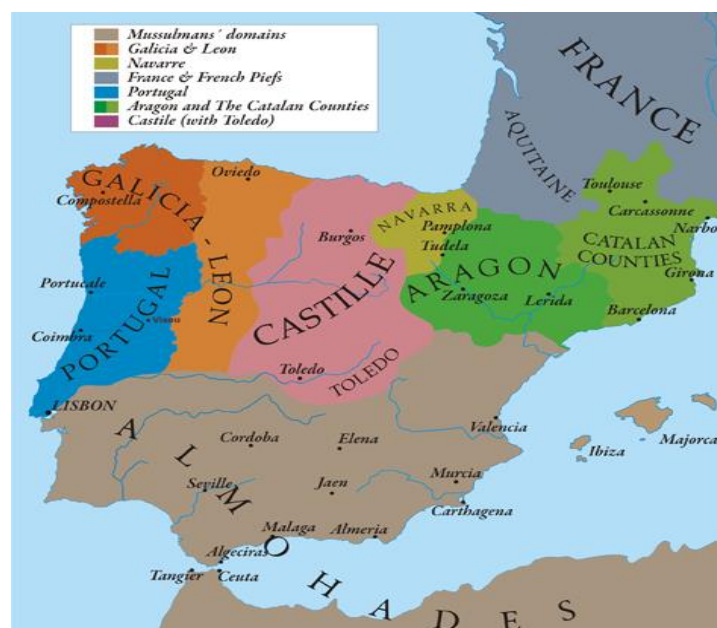 Mussulmans´ domains
Galicia & Leon
Navarre
France & French Piefs
Portugal
Aragon and The Catalan Counties
Castile (with Toledo)
FRANCE
AQUITAINE
Oviedo
Toulouse
GALICIA - LEON
Compostella
Carcassonne
NAVARRA
Narbo
Burgos
Pamplona
CATALAN
COUNTIES
Tudela
ARAGON
Girona
Portucale
PORTUGAL
CASTILLE
Zaragoza
Lerida
Viseu
Barcelona
Coimbra
Toledo
TOLEDO
LISBON
Valencia
Majorca
Ibiza
Cordoba
Elena
Seville
Jaen
Murcia
Carthagena
Malaga
Almeria
Algeciras
Tangier
Ceuta
ALMOHADES